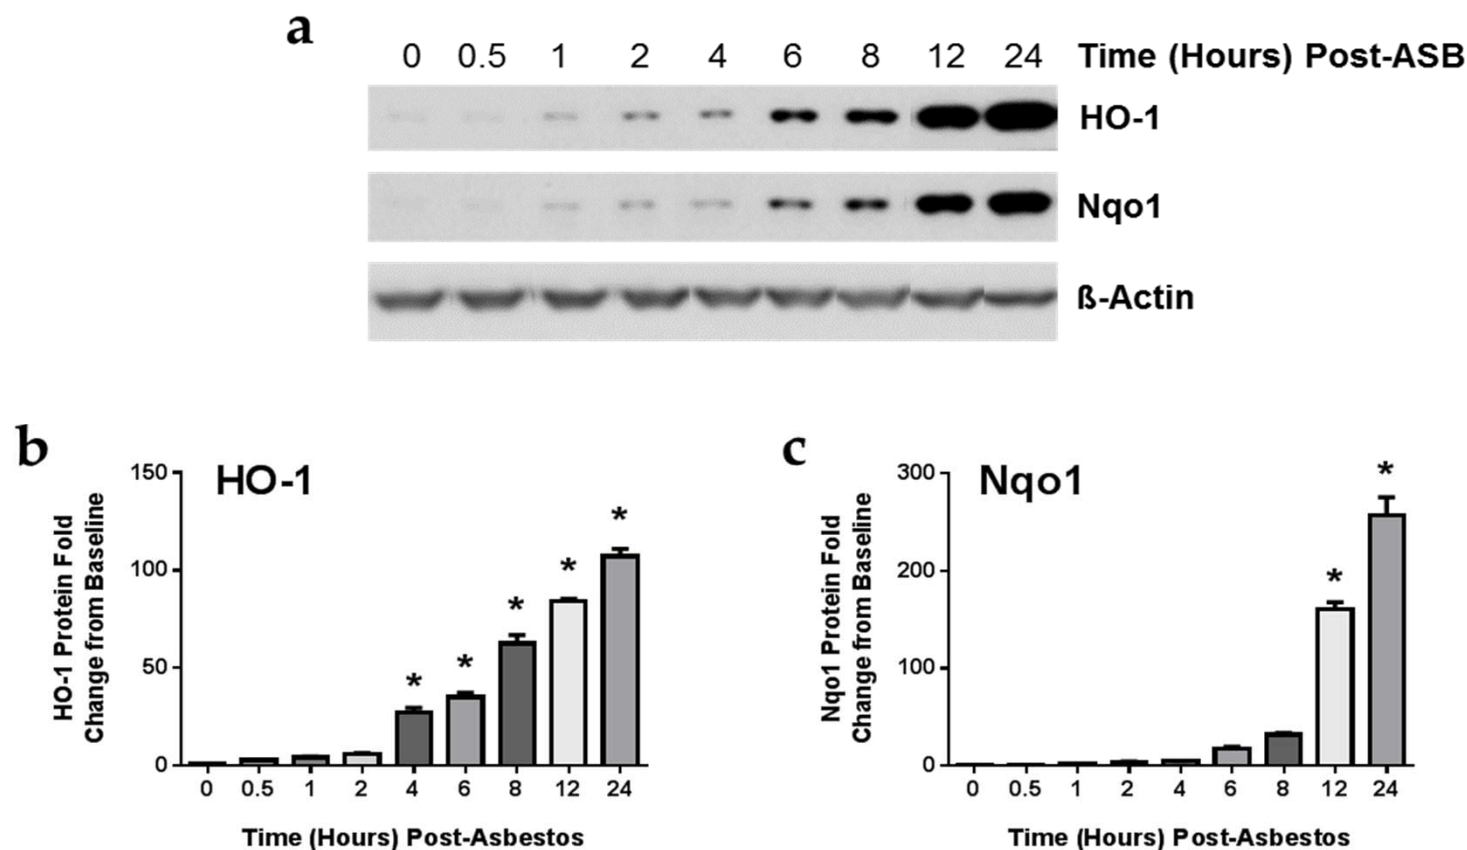 a
0 0.5 1 2 4 6 8 12 24 Time (Hours) Post-ASB
HO-1
Nqo1
ß-Actin
b
HO-1
HO-1 Protein Fold
Change from Baseline
150
100
50
0
* * * * *
0 0.5 1 2 4 6 8 12 24
Time (Hours) Post-Asbestos
c
Nqo1
Nqo1 Protein Fold
Change from Baseline
300
200
100
0
* *
0 0.5 1 2 4 6 8 12 24
Time (Hours) Post-Asbestos